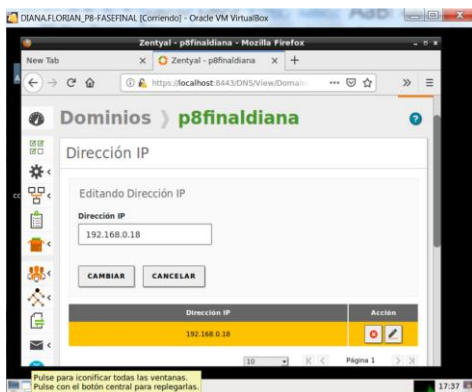 DIANA.FLORIAN_P8-FASEFINAL [Corriendo] - Oracle VM VirtualBox
Zentyal - p8finaldiana - Mozilla Firefox
New Tab
Zentyal - p8finaldiana
https://localhost:8443/DNS/View/Domain
Dominios p8finaldiana
Dirección IP
Editando Dirección IP
Dirección IP
192.168.0.18
CAMBIAR CANCELAR
Dirección IP Acción
192.168.0.18
10 Página 1
Pulse para iconificar todas las ventanas.
Pulse con el botón central para replegarlas.
17:37